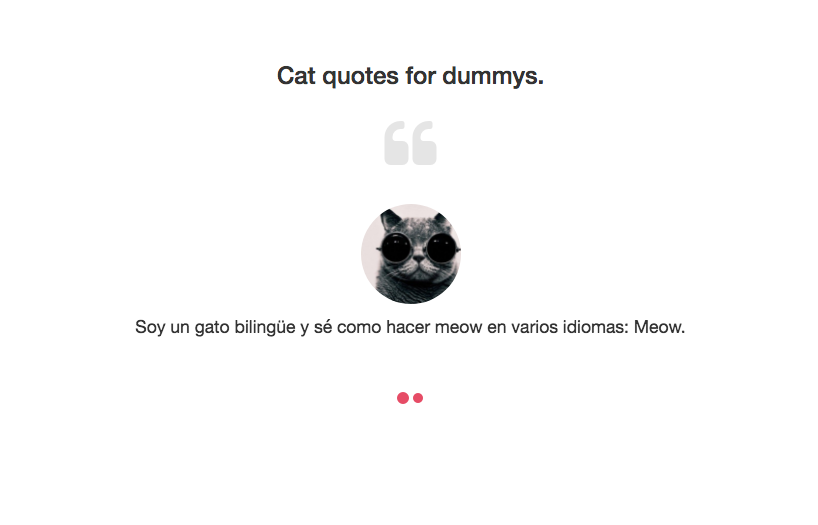 Cat quotes for dummys.
Soy un gato bilingüe y sé como hacer meow en varios idiomas: Meow.